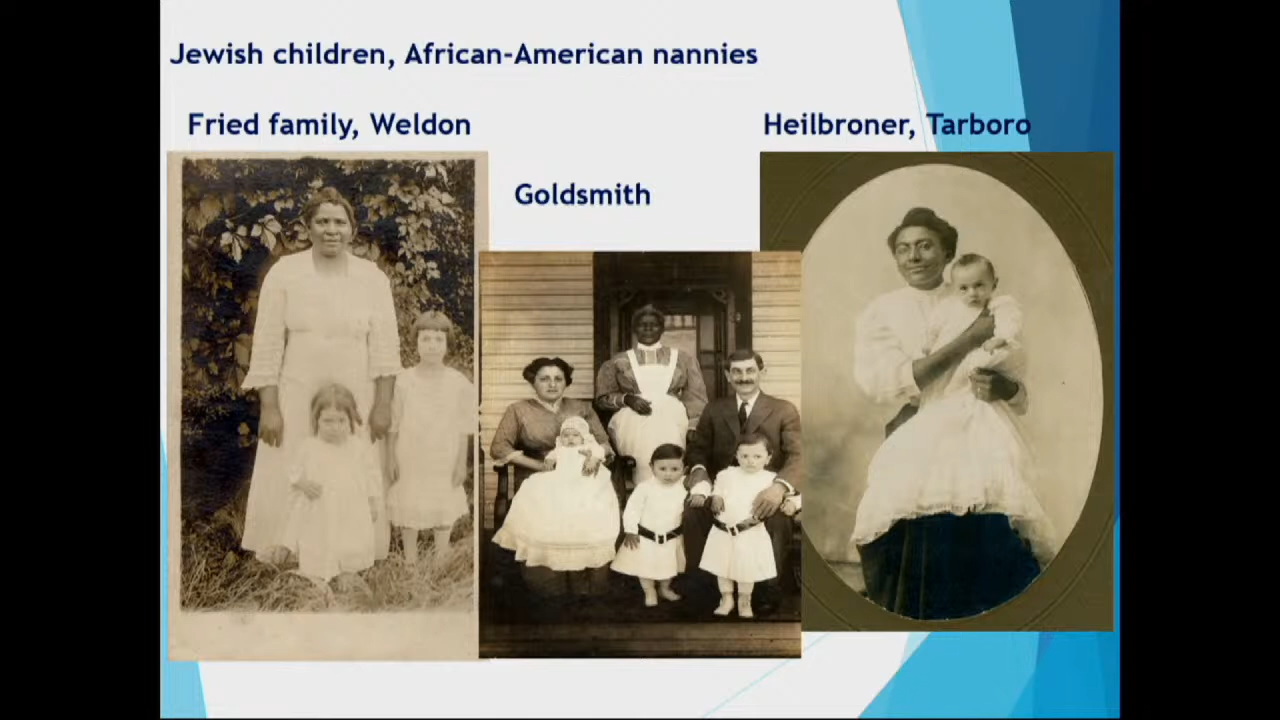 Jewish children, African-American nannies
Fried family, Weldon
Heilbroner, Tarboro
Goldsmith